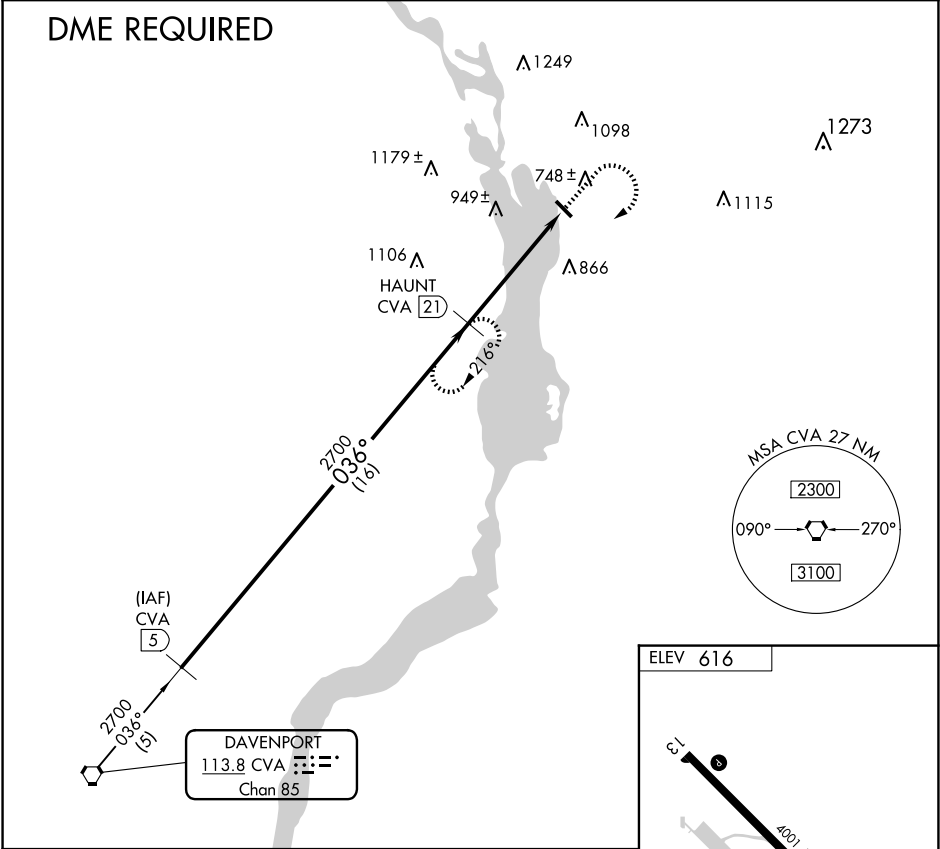 DME REQUIRED
1249
1098
1273
1179 ±
748 ±
949 ±
1115
1106
866
HAUNT
CVA 21
216°
2700
036°
(16)
MSA CVA 27 NM
2300
090°
270°
3100
(IAF)
CVA
5
2700
036°
(5)
DAVENPORT
113.8 CVA
Chan 85
ELEV 616
13
P
4001